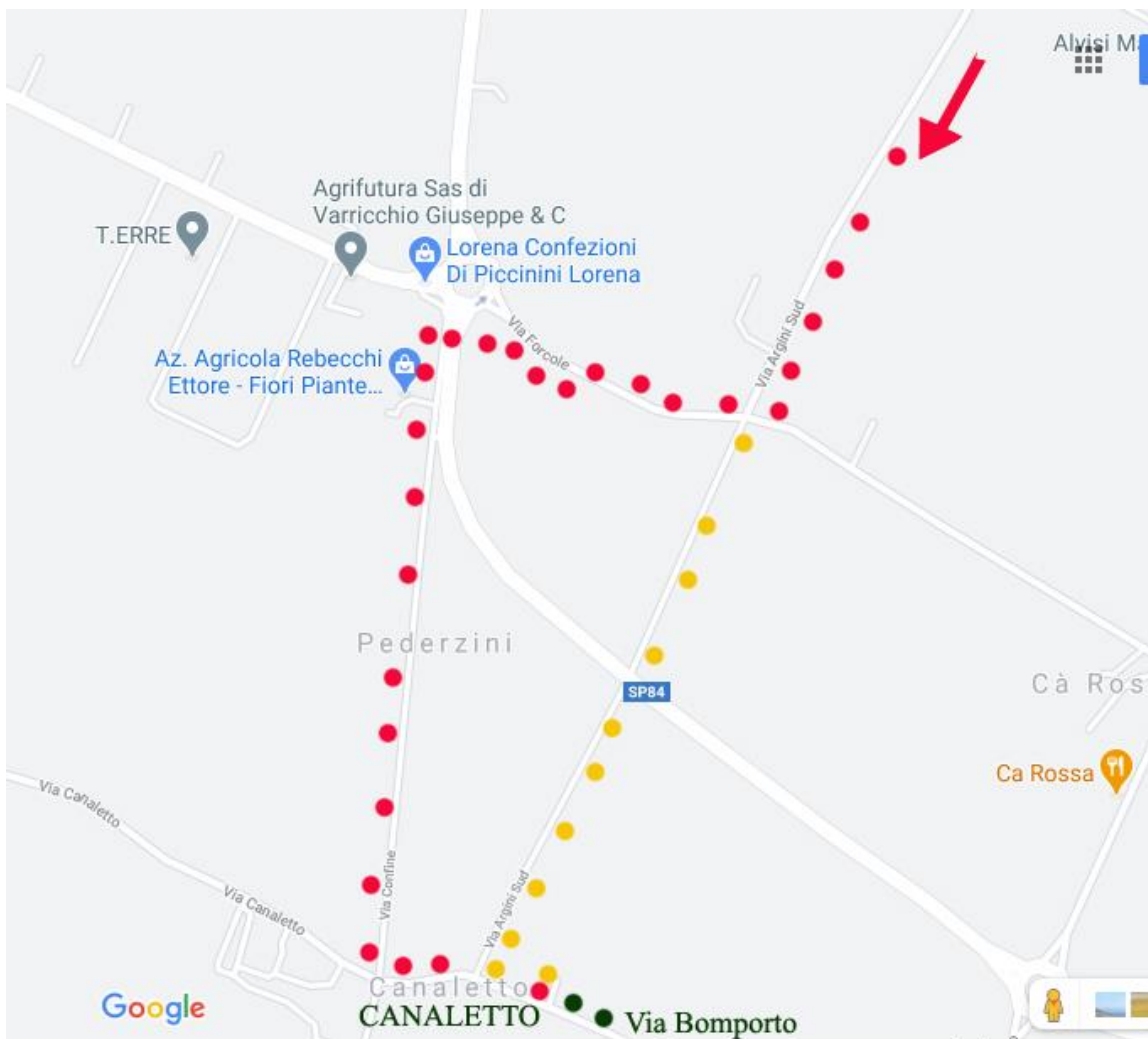 Alvisi M
Agrifutura Sas di
Varricchio Giuseppe & C
T.ERRE
Lorena Confezioni
Di Piccinini Lorena
Via Forcole
Via Argini Sud
Az. Agricola Rebecchi
Ettore - Fiori Piante...
Pederzini
SP84
Cà Ros
Ca Rossa
Via Canaletto
Via Confine
Via Canaletto
Via Argini Sud
Canaletto
Google
CANALETTO
Via Bomporto